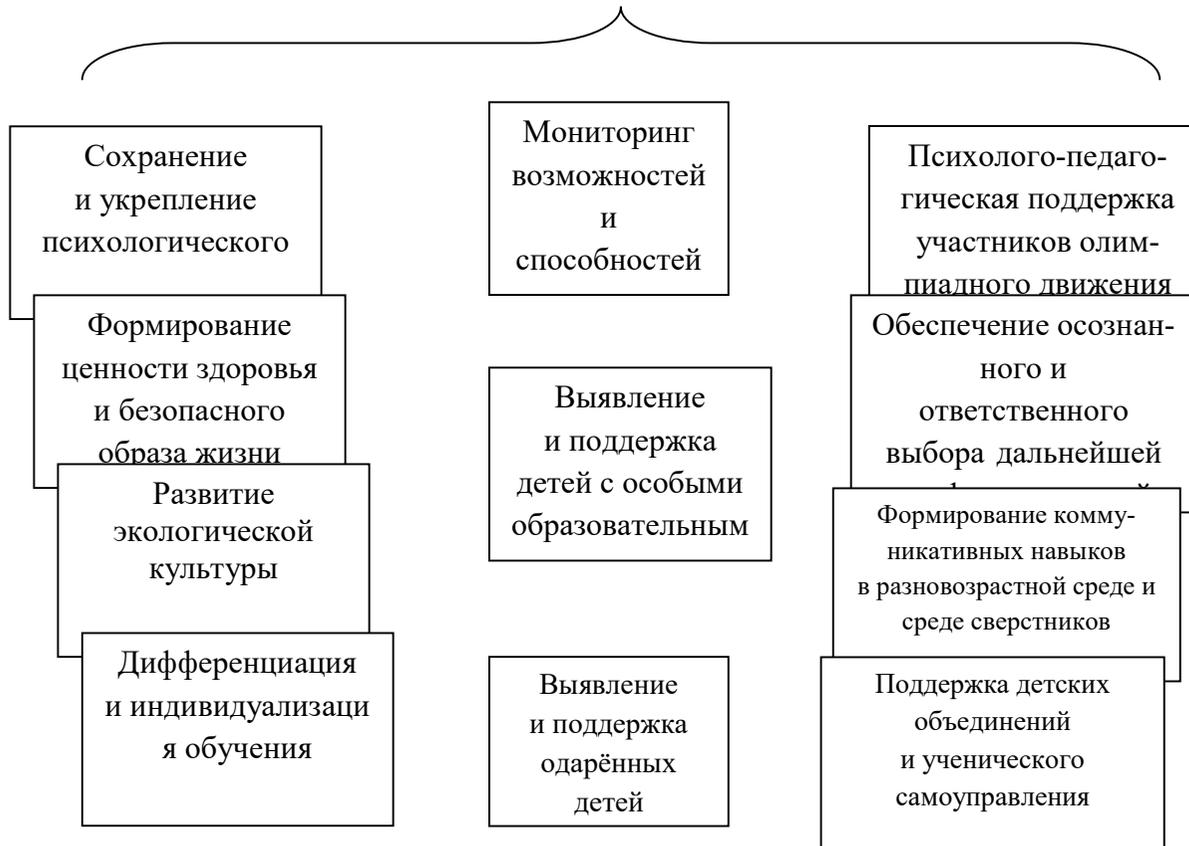 Сохранение
и укрепление
психологического
Формирование
ценности здоровья
и безопасного
образа жизни
Развитие
экологической
культуры
Дифференциация
и индивидуализаци
я обучения
Мониторинг
возможностей
и
способностей
Выявление
и поддержка
детей с особыми
образовательным
Выявление
и поддержка
одарённых
детей
Психолого-педаго-
гическая поддержка
участников олим-
пиадного движения
Обеспечение осознан-
ного и
ответственного
выбора дальнейшей
Формирование комму-
никативных навыков
в разновозрастной среде и
среде сверстников
Поддержка детских
объединений
и ученического
самоуправления